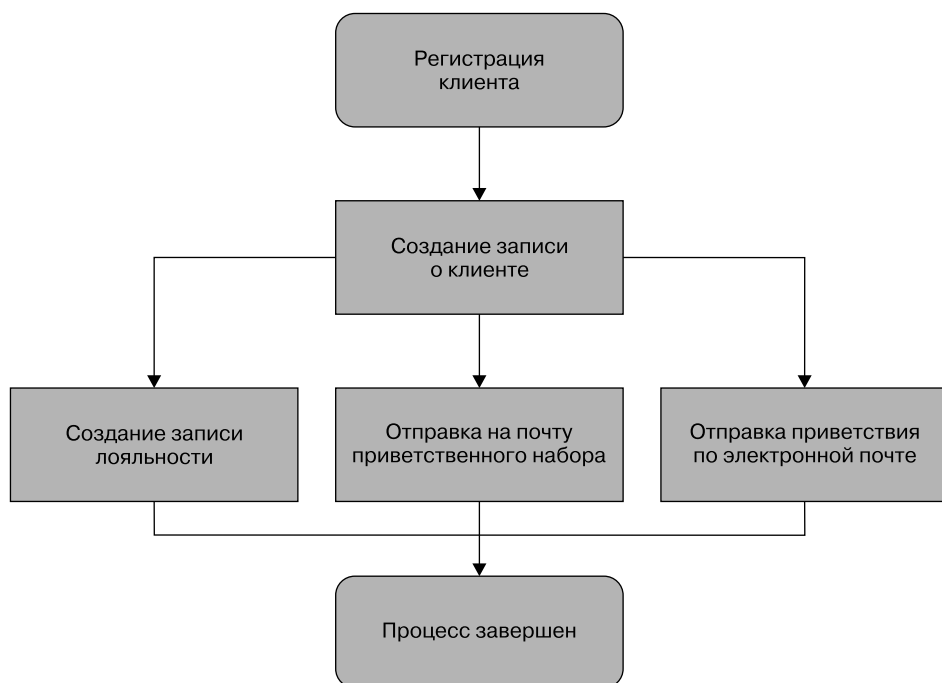 Регистрация
клиента
Создание записи
о клиенте
Создание записи
лояльности
Отправка на почту
приветственного набора
Отправка приветствия
по электронной почте
Процесс завершен